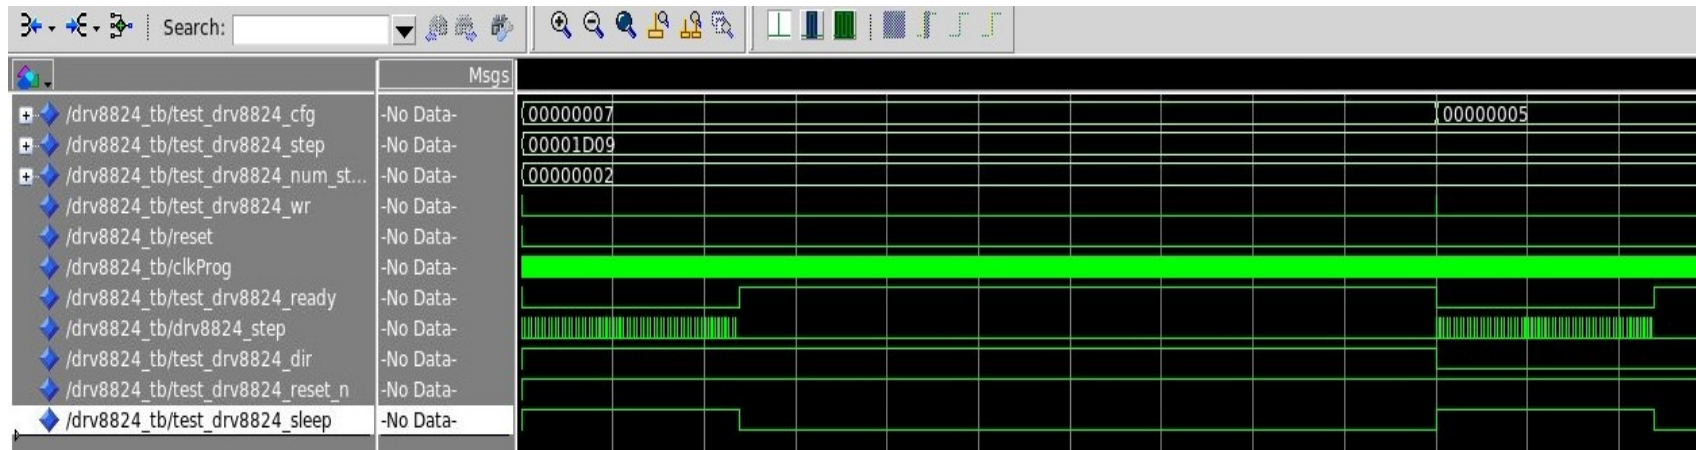 Search:
Msgs
/drv8824_tb/test_drv8824_cfg -No Data- 00000007 00000005
/drv8824_tb/test_drv8824_step -No Data- 00001D09
/drv8824_tb/test_drv8824_num_st... -No Data- 00000002
/drv8824_tb/test_drv8824_wr -No Data-
/drv8824_tb/reset -No Data-
/drv8824_tb/clkProg -No Data-
/drv8824_tb/test_drv8824_ready -No Data-
/drv8824_tb/drv8824_step -No Data-
/drv8824_tb/test_drv8824_dir -No Data-
/drv8824_tb/test_drv8824_reset_n -No Data-
/drv8824_tb/test_drv8824_sleep -No Data-